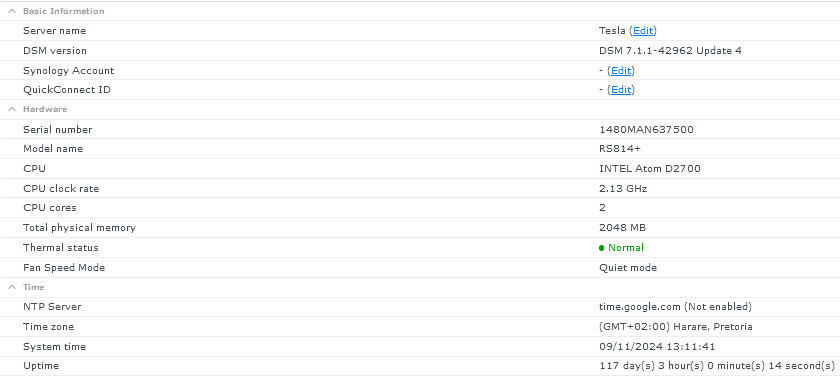 Basic Information
Server name Tesla (Edit)
DSM version DSM 7.1.1-42962 Update 4
Synology Account - (Edit)
QuickConnect ID - (Edit)
Hardware
Serial number 1480MAN637500
Model name RS814+
CPU INTEL Atom D2700
CPU clock rate 2.13 GHz
CPU cores 2
Total physical memory 2048 MB
Thermal status Normal
Fan Speed Mode Quiet mode
Time
NTP Server time.google.com (Not enabled)
Time zone (GMT+02:00) Harare, Pretoria
System time 09/11/2024 13:11:41
Uptime 117 day(s) 3 hour(s) 0 minute(s) 14 second(s)